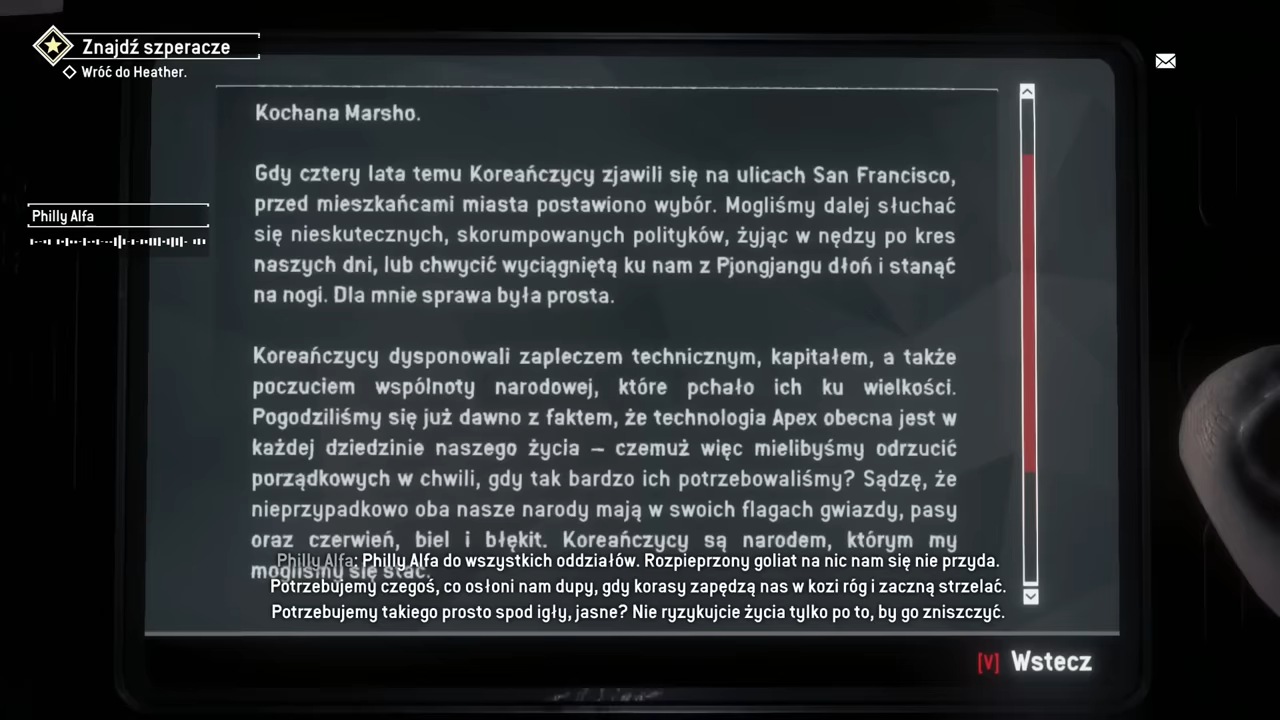 Znajdź szperacze
Wróć do Heather.
Kochana Marsho.
Philly Alfa
Gdy cztery lata temu Koreańczycy zjawili się na ulicach San Francisco,
przed mieszkańcami miasta postawiono wybór. Mogliśmy dalej słuchać
się nieskutecznych, skorumpowanych polityków, żyjąc w nędzy po kres
naszych dni, lub chwycić wyciągniętą ku nam z Pjongjangu dłoń i stanąć
na nogi. Dla mnie sprawa była prosta.
Koreańczycy dysponowali zapleczem technicznym, kapitałem, a także
poczuciem wspólnoty narodowej, które pchało ich ku wielkości.
Pogodziliśmy się już dawno z faktem, że technologia Apex obecna jest w
każdej dziedzinie naszego życia – czemuż więc mielibyśmy odrzucić
porządkowych w chwili, gdy tak bardzo ich potrzebowaliśmy? Sądzę, że
nieprzypadkowo oba nasze narody mają w swoich flagach gwiazdy, pasy
oraz czerwień, biel i błękit. Koreańczycy są narodem, którym my
mogliśmy się stać.
Philly Alfa: Philly Alfa do wszystkich oddziałów. Rozpieprzony goliat na nic nam się nie przyda.
Potrzebujemy czegoś, co osłoni nam dupy, gdy korasy zapędzą nas w kozi róg i zaczną strzelać.
Potrzebujemy takiego prosto spod igły, jasne? Nie ryzykujcie życia tylko po to, by go zniszczyć.
[V] Wstecz